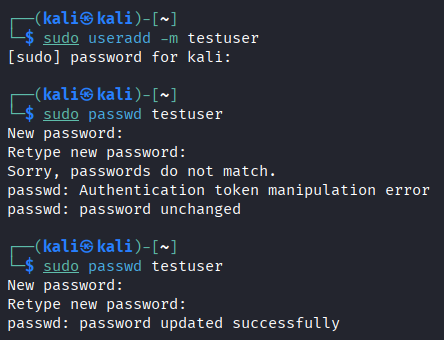 ┌──(kali㉿kali)-[~]
└─$ sudo useradd -m testuser
[sudo] password for kali:
┌──(kali㉿kali)-[~]
└─$ sudo passwd testuser
New password:
Retype new password:
Sorry, passwords do not match.
passwd: Authentication token manipulation error
passwd: password unchanged
┌──(kali㉿kali)-[~]
└─$ sudo passwd testuser
New password:
Retype new password:
passwd: password updated successfully